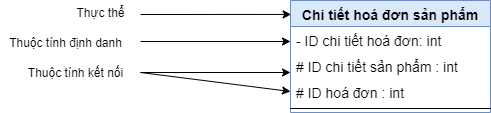 Thực thể
Chi tiết hoá đơn sản phẩm
Thuộc tính định danh
- ID chi tiết hoá đơn: int
Thuộc tính kết nối
# ID chi tiết sản phẩm : int
# ID hoá đơn : int